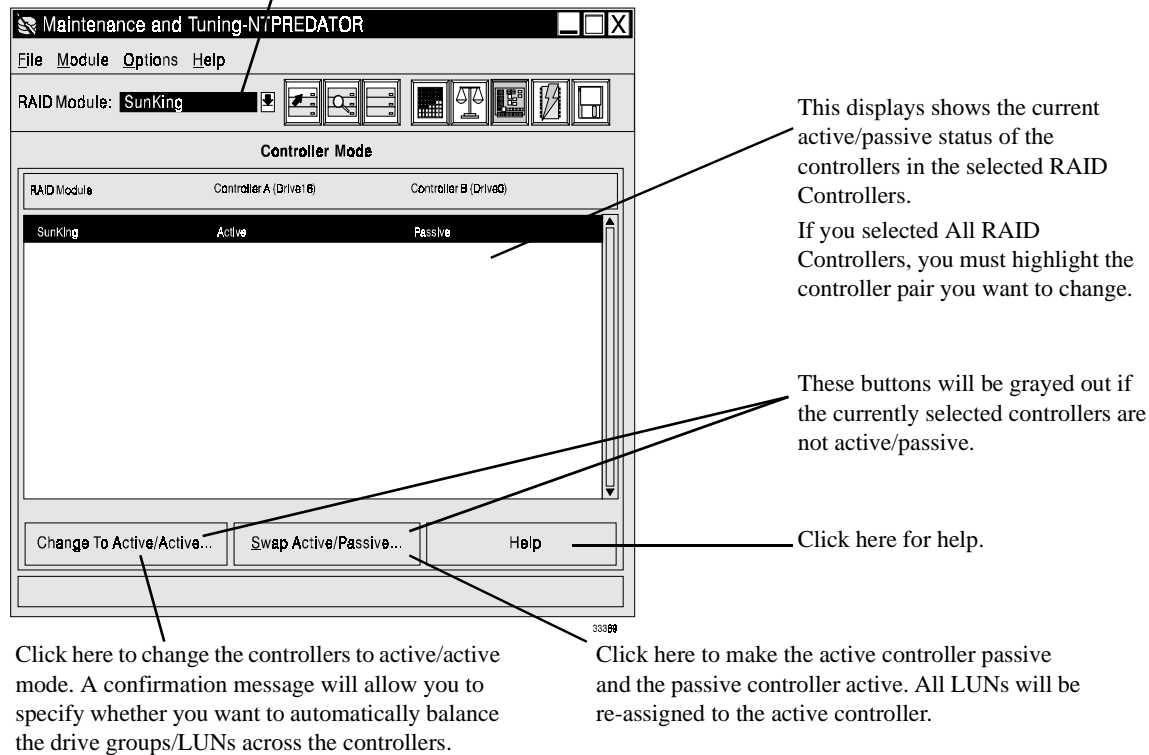 Maintenance and Tuning-NTPREDATOR
File Module Options Help
RAID Module: SunKing
Controller Mode
RAID Module Controller A (Drive16) Controller B (Drive0)
SunKing Active Passive
Change To Active/Active... Swap Active/Passive... Help
33369
This displays shows the current
active/passive status of the
controllers in the selected RAID
Controllers.
If you selected All RAID
Controllers, you must highlight the
controller pair you want to change.
These buttons will be grayed out if
the currently selected controllers are
not active/passive.
Click here for help.
Click here to change the controllers to active/active
mode. A confirmation message will allow you to
specify whether you want to automatically balance
the drive groups/LUNs across the controllers.
Click here to make the active controller passive
and the passive controller active. All LUNs will be
re-assigned to the active controller.